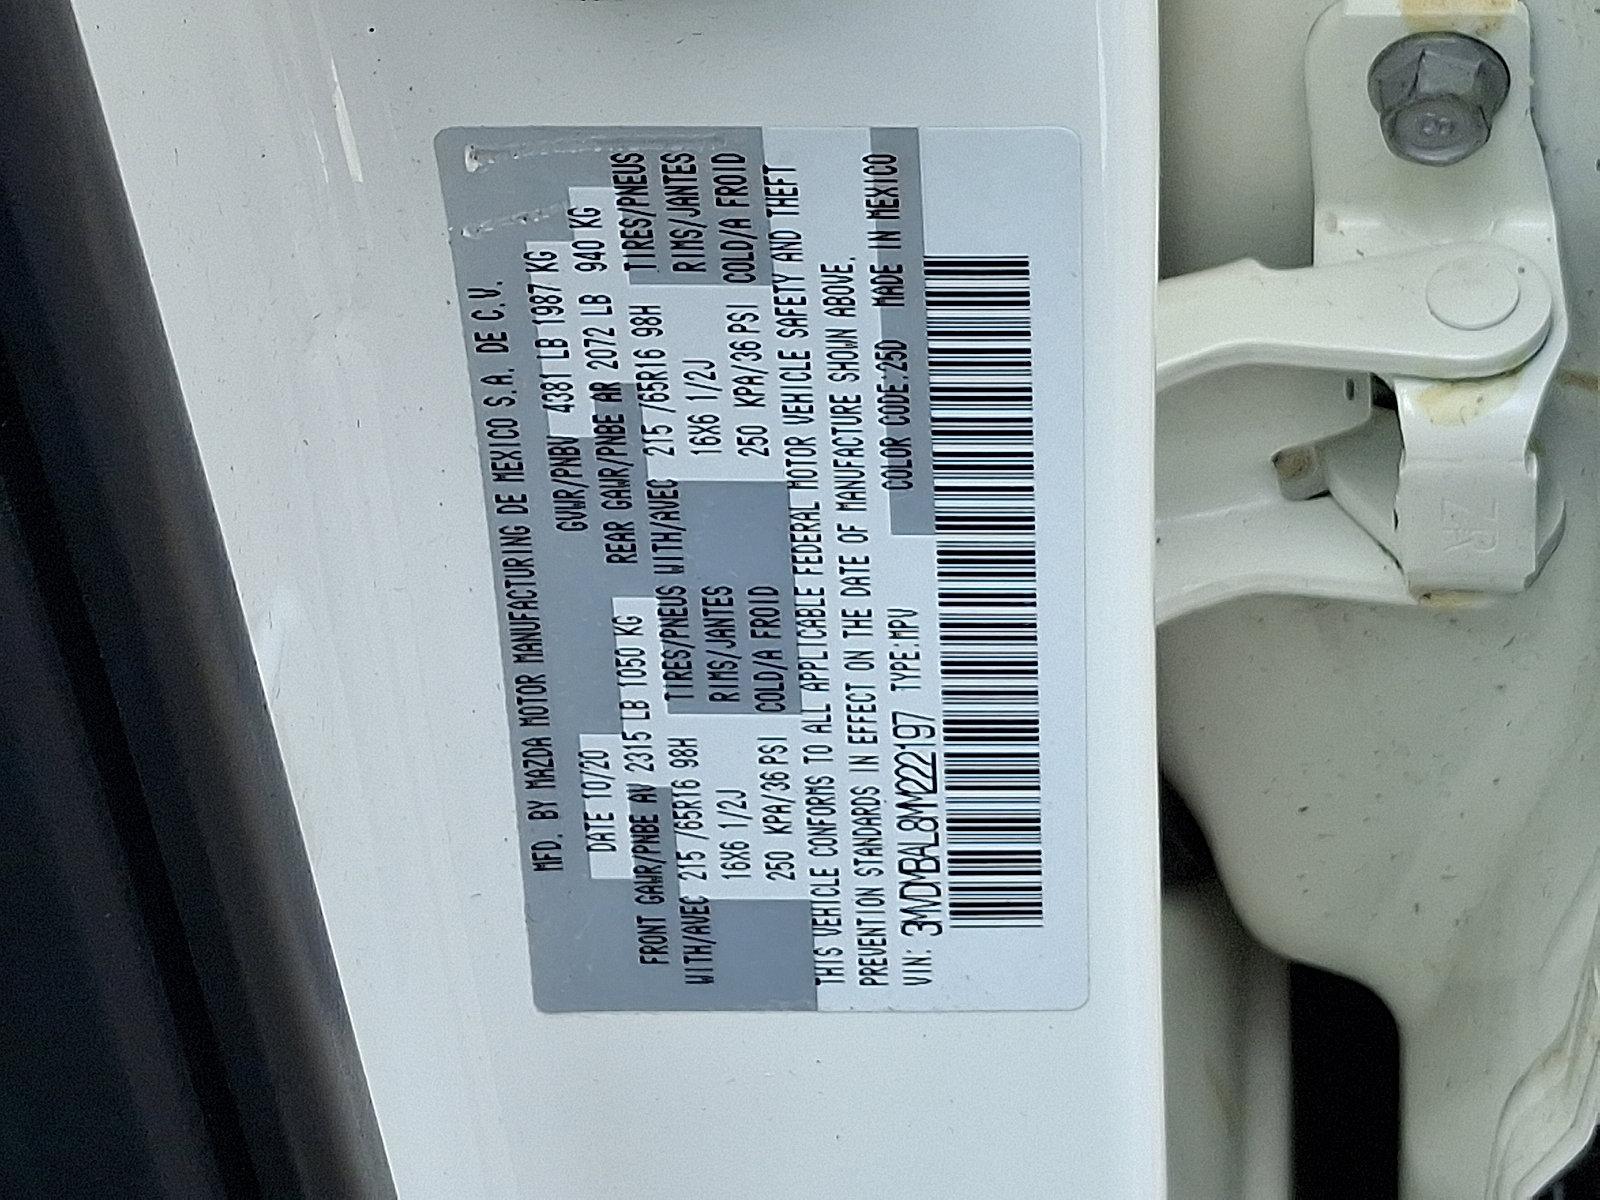 MFD. BY MAZDA MOTOR MANUFACTURING DE MEXICO S.A. DE C.V.
DATE 10/20 GVWR/PNBV 4381 LB 1987 KG
FRONT GAWR/PNBE AV 2315 LB 1050 KG REAR GAWR/PNBE AR 2072 LB 940 KG
WITH/AVEC 215 /65R16 98H TIRES/PNEUS WITH/AVEC 215 /65R16 98H TIRES/PNEUS
16X6 1/2J RIMS/JANTES 16X6 1/2J RIMS/JANTES
250 KPA/36 PSI COLD/A FROID 250 KPA/36 PSI COLD/A FROID
THIS VEHICLE CONFORMS TO ALL APPLICABLE FEDERAL MOTOR VEHICLE SAFETY AND THEFT
PREVENTION STANDARDS IN EFFECT ON THE DATE OF MANUFACTURE SHOWN ABOVE.
VIN: 3MVDMBAL8MM222197 TYPE:MPV COLOR CODE:25D MADE IN MEXICO